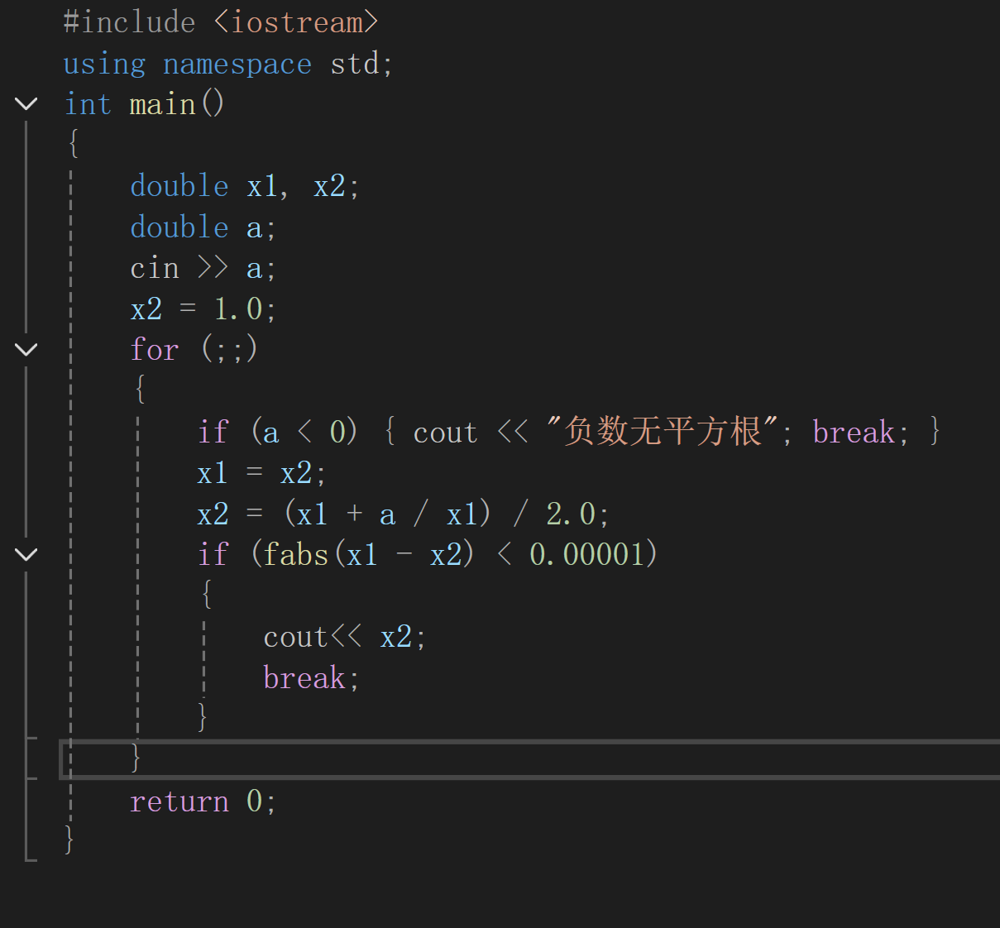 #include <iostream>
using namespace std;
int main()
{
    double x1, x2;
    double a;
    cin >> a;
    x2 = 1.0;
    for (;;)
    {
        if (a < 0) { cout << "负数无平方根"; break; }
        x1 = x2;
        x2 = (x1 + a / x1) / 2.0;
        if (fabs(x1 - x2) < 0.00001)
        {
            cout<< x2;
            break;
        }
    }
    return 0;
}